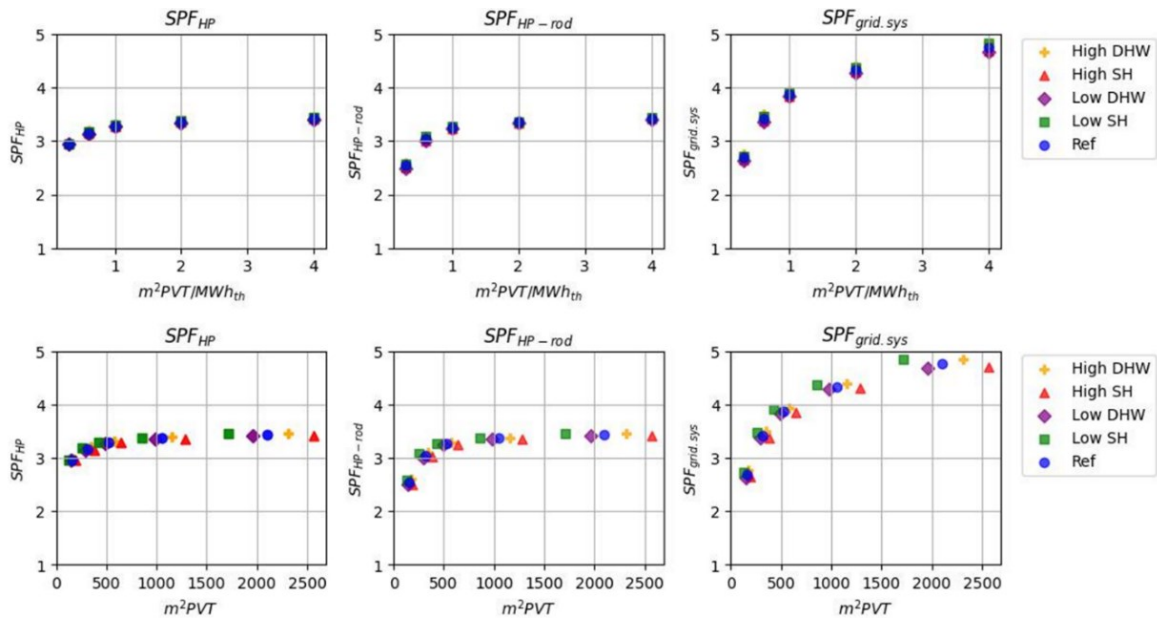 SPF_HP
SPF_HP−rod
SPF_grid.sys
5
4
3
2
1
SPF_HP
1
2
3
4
m²PVT/MWh_th
5
4
3
2
1
SPF_HP−rod
1
2
3
4
m²PVT/MWh_th
5
4
3
2
1
SPF_grid.sys
1
2
3
4
m²PVT/MWh_th
High DHW
High SH
Low DHW
Low SH
Ref
SPF_HP
SPF_HP−rod
SPF_grid.sys
5
4
3
2
1
SPF_HP
0
500
1000
1500
2000
2500
m²PVT
5
4
3
2
1
SPF_HP−rod
0
500
1000
1500
2000
2500
m²PVT
5
4
3
2
1
SPF_grid.sys
0
500
1000
1500
2000
2500
m²PVT
High DHW
High SH
Low DHW
Low SH
Ref